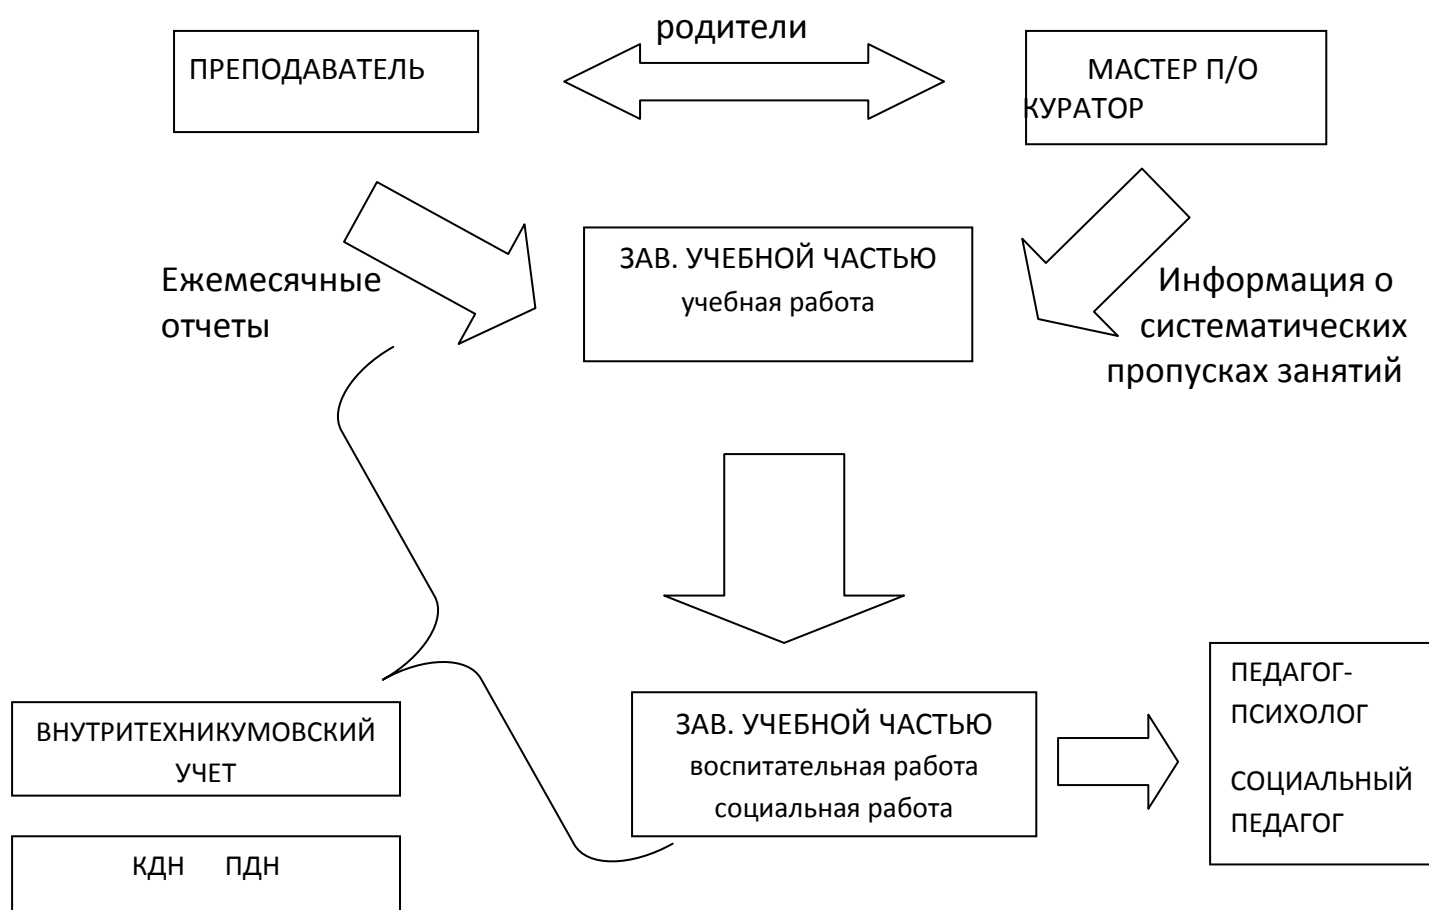 родители
ПРЕПОДАВАТЕЛЬ
МАСТЕР П/О
КУРАТОР
Ежемесячные
отчеты
ЗАВ. УЧЕБНОЙ ЧАСТЬЮ
учебная работа
Информация о
систематических
пропусках занятий
ВНУТРИТЕХНИКУМОВСКИЙ
УЧЕТ
КДН ПДН
ЗАВ. УЧЕБНОЙ ЧАСТЬЮ
воспитательная работа
социальная работа
ПЕДАГОГ-
ПСИХОЛОГ
СОЦИАЛЬНЫЙ
ПЕДАГОГ